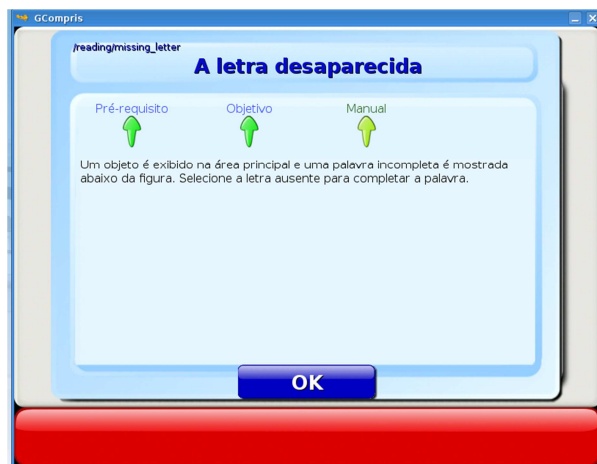 GCompris
/reading/missing_letter
A letra desaparecida
Pré-requisito Objetivo Manual
Um objeto é exibido na área principal e uma palavra incompleta é mostrada
abaixo da figura. Selecione a letra ausente para completar a palavra.
OK